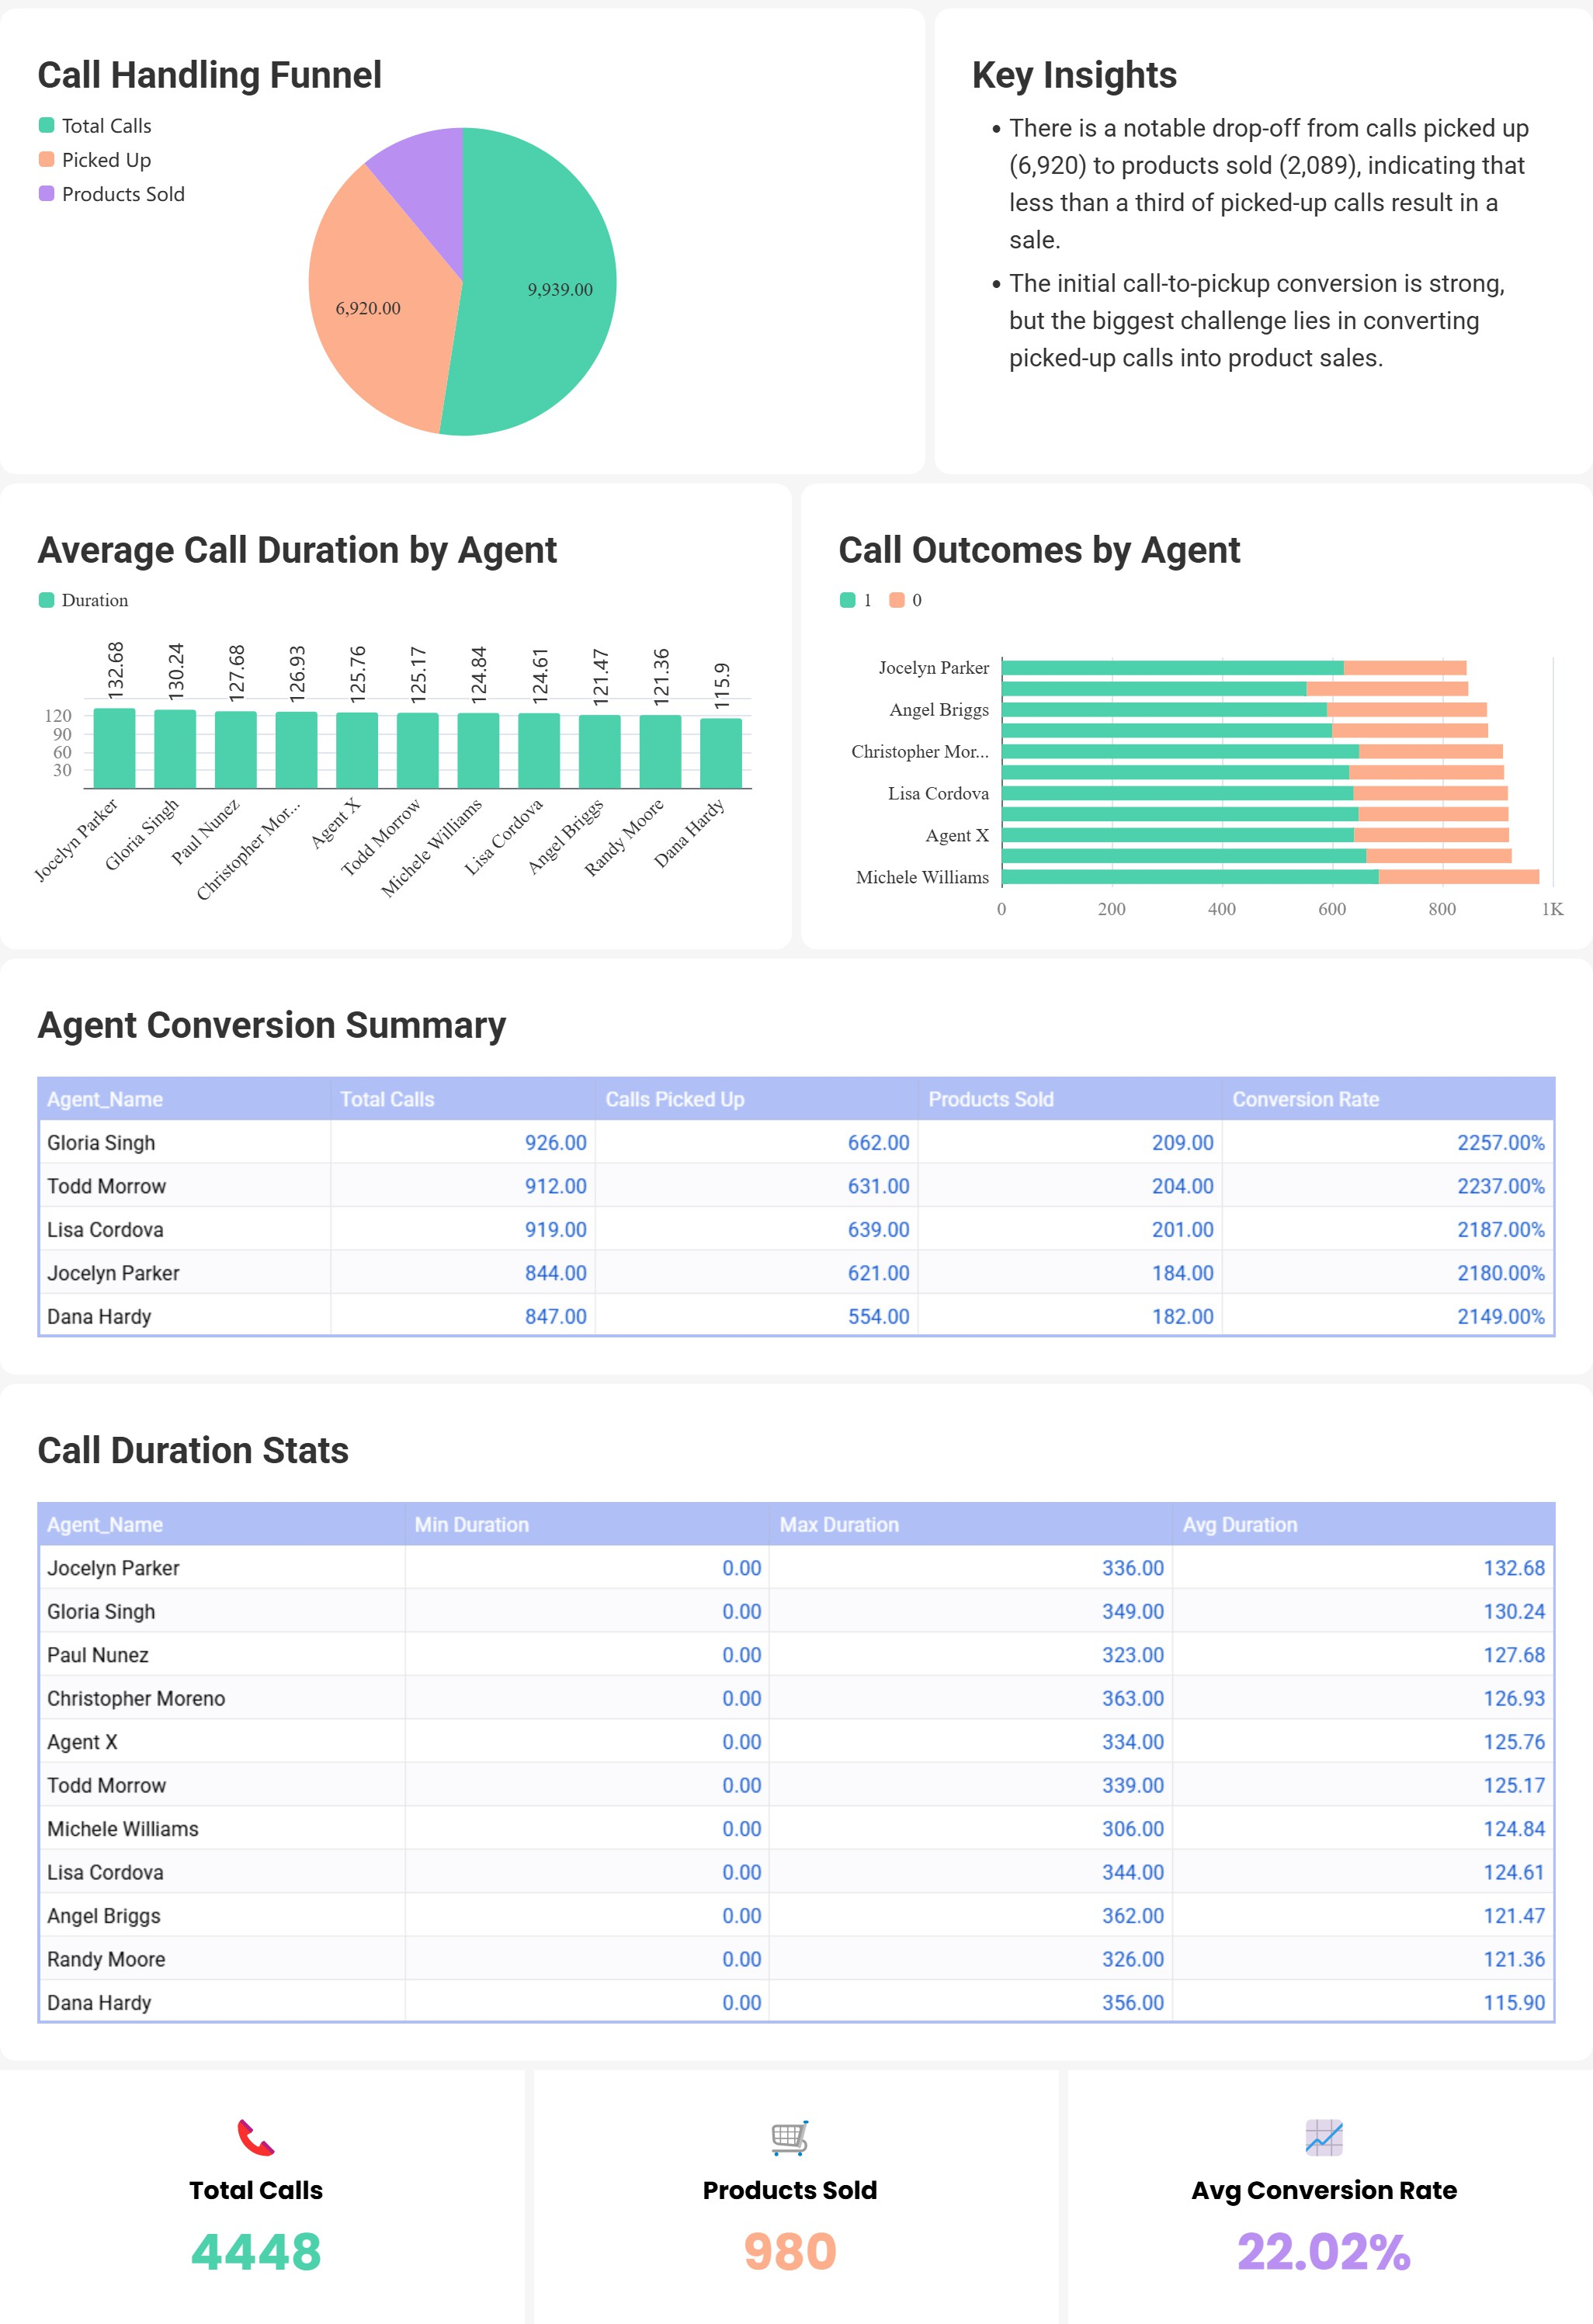 Call Handling Funnel
Total Calls
Picked Up
Products Sold
9,939.00
6,920.00
Key Insights
• There is a notable drop-off from calls picked up
(6,920) to products sold (2,089), indicating that
less than a third of picked-up calls result in a
sale.
• The initial call-to-pickup conversion is strong,
but the biggest challenge lies in converting
picked-up calls into product sales.
Average Call Duration by Agent
Duration
132.68 130.24 127.68 126.93 125.76 125.17 124.84 124.61 121.47 121.36 115.9
120
90
60
30
Jocelyn Parker Gloria Singh Paul Nunez Christopher Mor... Agent X Todd Morrow Michele Williams Lisa Cordova Angel Briggs Randy Moore Dana Hardy
Call Outcomes by Agent
1 0
Jocelyn Parker
Angel Briggs
Christopher Mor...
Lisa Cordova
Agent X
Michele Williams
0 200 400 600 800 1K
Agent Conversion Summary
Agent_Name Total Calls Calls Picked Up Products Sold Conversion Rate
Gloria Singh 926.00 662.00 209.00 2257.00%
Todd Morrow 912.00 631.00 204.00 2237.00%
Lisa Cordova 919.00 639.00 201.00 2187.00%
Jocelyn Parker 844.00 621.00 184.00 2180.00%
Dana Hardy 847.00 554.00 182.00 2149.00%
Call Duration Stats
Agent_Name Min Duration Max Duration Avg Duration
Jocelyn Parker 0.00 336.00 132.68
Gloria Singh 0.00 349.00 130.24
Paul Nunez 0.00 323.00 127.68
Christopher Moreno 0.00 363.00 126.93
Agent X 0.00 334.00 125.76
Todd Morrow 0.00 339.00 125.17
Michele Williams 0.00 306.00 124.84
Lisa Cordova 0.00 344.00 124.61
Angel Briggs 0.00 362.00 121.47
Randy Moore 0.00 326.00 121.36
Dana Hardy 0.00 356.00 115.90
Total Calls
4448
Products Sold
980
Avg Conversion Rate
22.02%